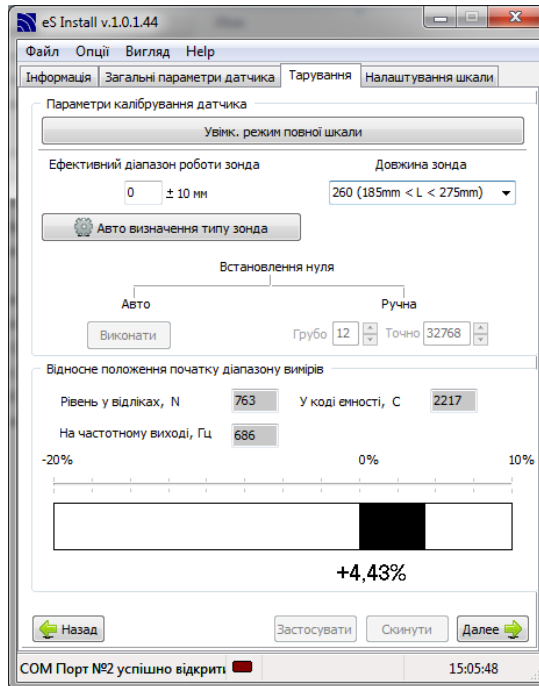 eS Install v.1.0.1.44
Файл Опції Вигляд Help
Інформація Загальні параметри датчика Тарування Налаштування шкали
Параметри калібрування датчика
Увімк. режим повної шкали
Ефективний діапазон роботи зонда Довжина зонда
0 ± 10 мм 260 (185mm < L < 275mm)
Авто визначення типу зонда
Встановлення нуля
Авто Ручна
Виконати Грубо 12 Точно 32768
Відносне положення початку діапазону вимірів
Рівень у відліках, N 763 У коді емності, C 2217
На частотному виході, Гц 686
-20% 0% 10%
+4,43%
Назад Застосувати Скинути Далее
COM Порт №2 успішно відкрит 15:05:48